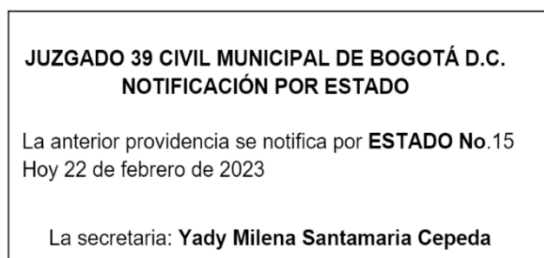 JUZGADO 39 CIVIL MUNICIPAL DE BOGOTÁ D.C.
NOTIFICACIÓN POR ESTADO
La anterior providencia se notifica por ESTADO No.15
Hoy 22 de febrero de 2023
La secretaria: Yady Milena Santamaria Cepeda